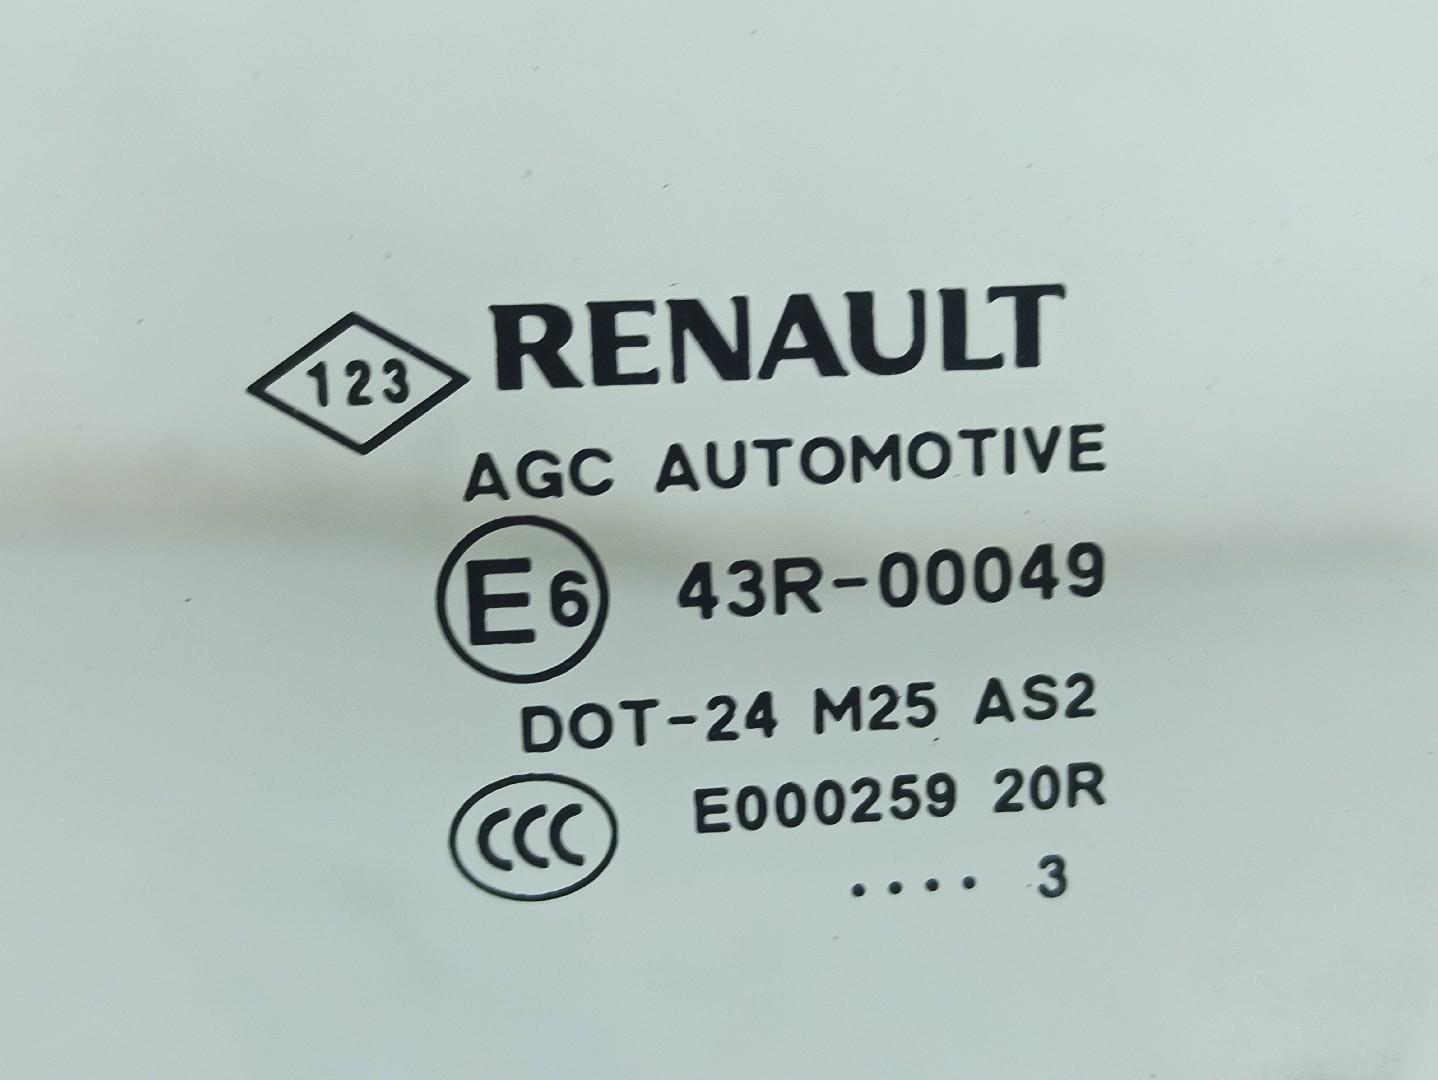 123 RENAULT
AGC AUTOMOTIVE
E6 43R-00049
DOT-24 M25 AS2
CCC E000259 20R
.... 3